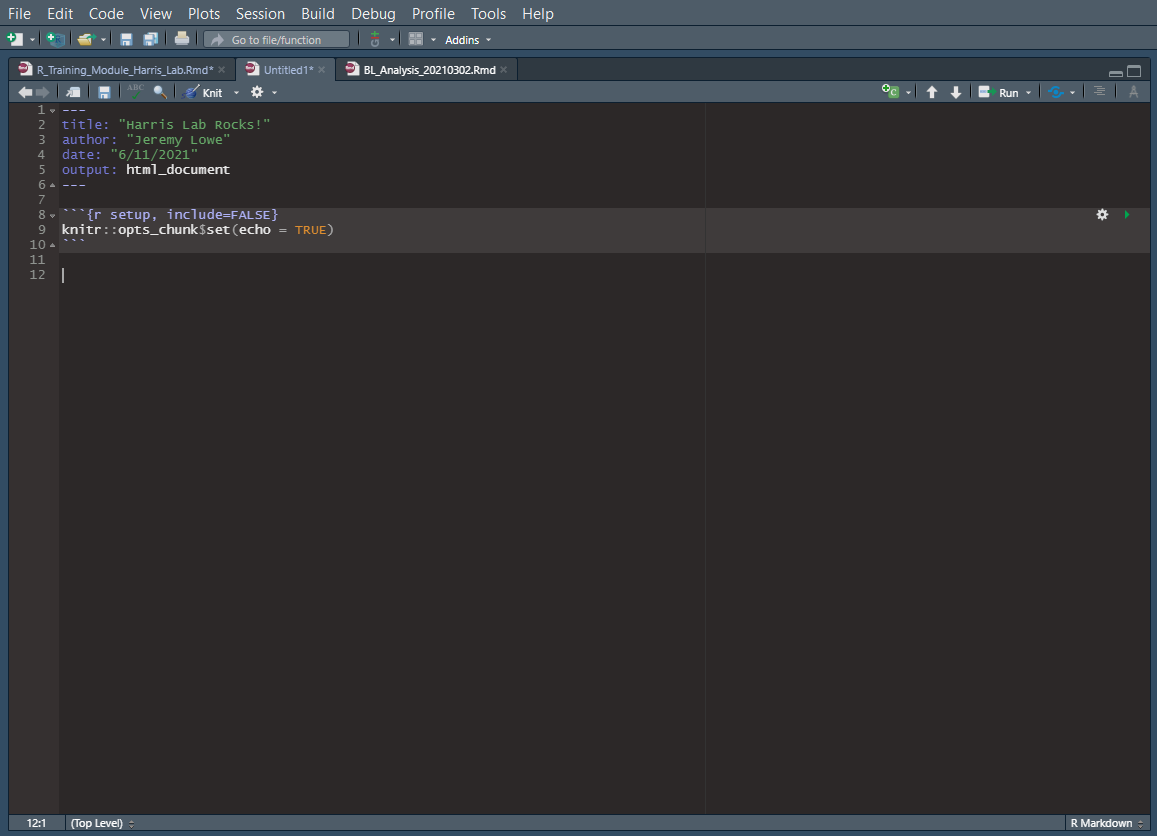 File Edit Code View Plots Session Build Debug Profile Tools Help
Go to file/function Addins
R_Training_Module_Harris_Lab.Rmd* Untitled1* BL_Analysis_20210302.Rmd
ABC Knit Run
1 ---
2 title: "Harris Lab Rocks!"
3 author: "Jeremy Lowe"
4 date: "6/11/2021"
5 output: html_document
6 ---
7
8 ```{r setup, include=FALSE}
9 knitr::opts_chunk$set(echo = TRUE)
10 ```
11
12
12:1 (Top Level) R Markdown